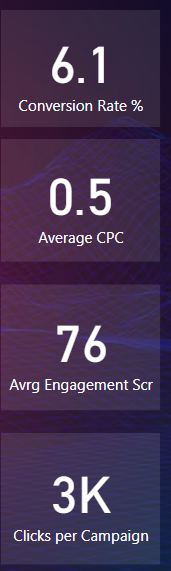 6.1
Conversion Rate %
0.5
Average CPC
76
Avrg Engagement Scr
3K
Clicks per Campaign